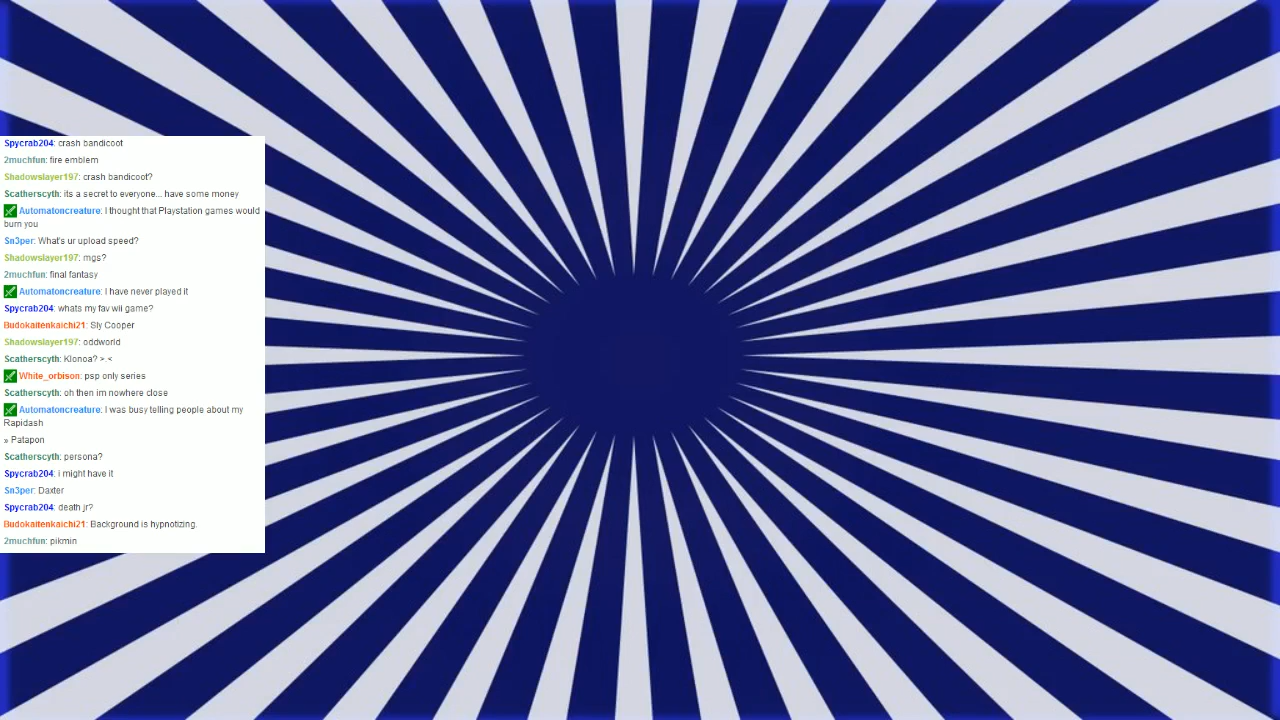 Spycrab204: crash bandicoot
2muchfun: fire emblem
Shadowslayer197: crash bandicoot?
Scatherscyth: its a secret to everyone... have some money
Automatoncreature: I thought that Playstation games would
burn you
Sn3per: What's ur upload speed?
Shadowslayer197: mgs?
2muchfun: final fantasy
Automatoncreature: I have never played it
Spycrab204: whats my fav wii game?
Budokaitenkaichi21: Sly Cooper
Shadowslayer197: oddworld
Scatherscyth: Klonoa? >.<
White_orbison: psp only series
Scatherscyth: oh then im nowhere close
Automatoncreature: I was busy telling people about my
Rapidash
» Patapon
Scatherscyth: persona?
Spycrab204: i might have it
Sn3per: Daxter
Spycrab204: death jr?
Budokaitenkaichi21: Background is hypnotizing.
2muchfun: pikmin